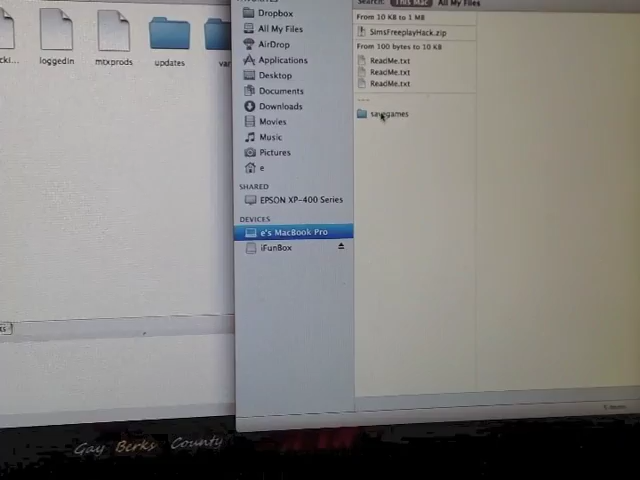 Search: This Mac All My Files
Dropbox
All My Files
AirDrop
Applications
Desktop
Documents
Downloads
Movies
Music
Pictures
e
SHARED
EPSON XP-400 Series
DEVICES
e's MacBook Pro
iFunBox
From 10 KB to 1 MB
SimsFreeplayHack.zip
From 100 bytes to 10 KB
ReadMe.txt
ReadMe.txt
ReadMe.txt
savegames
loggedin
mtxprods
updates
var
Gay Berks County